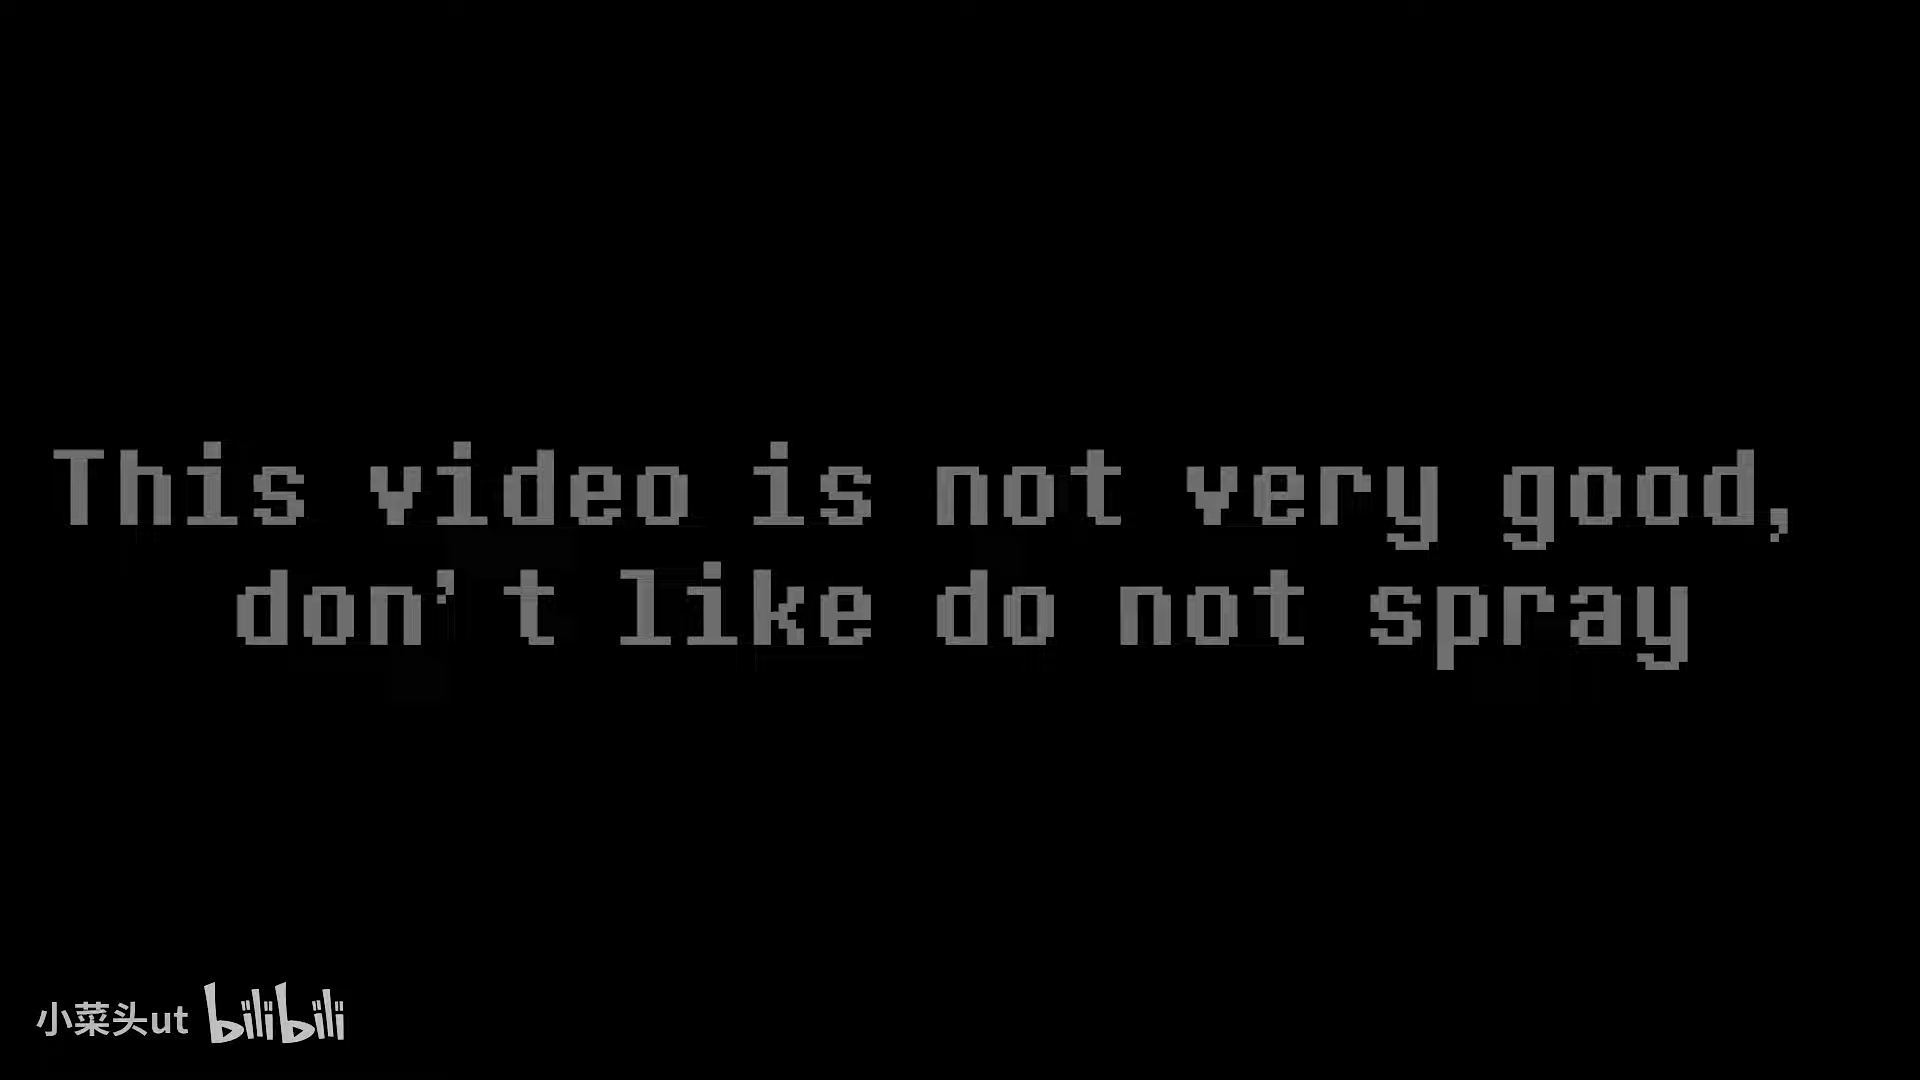 This video is not very good,
don't like do not spray
小菜头ut bilibili